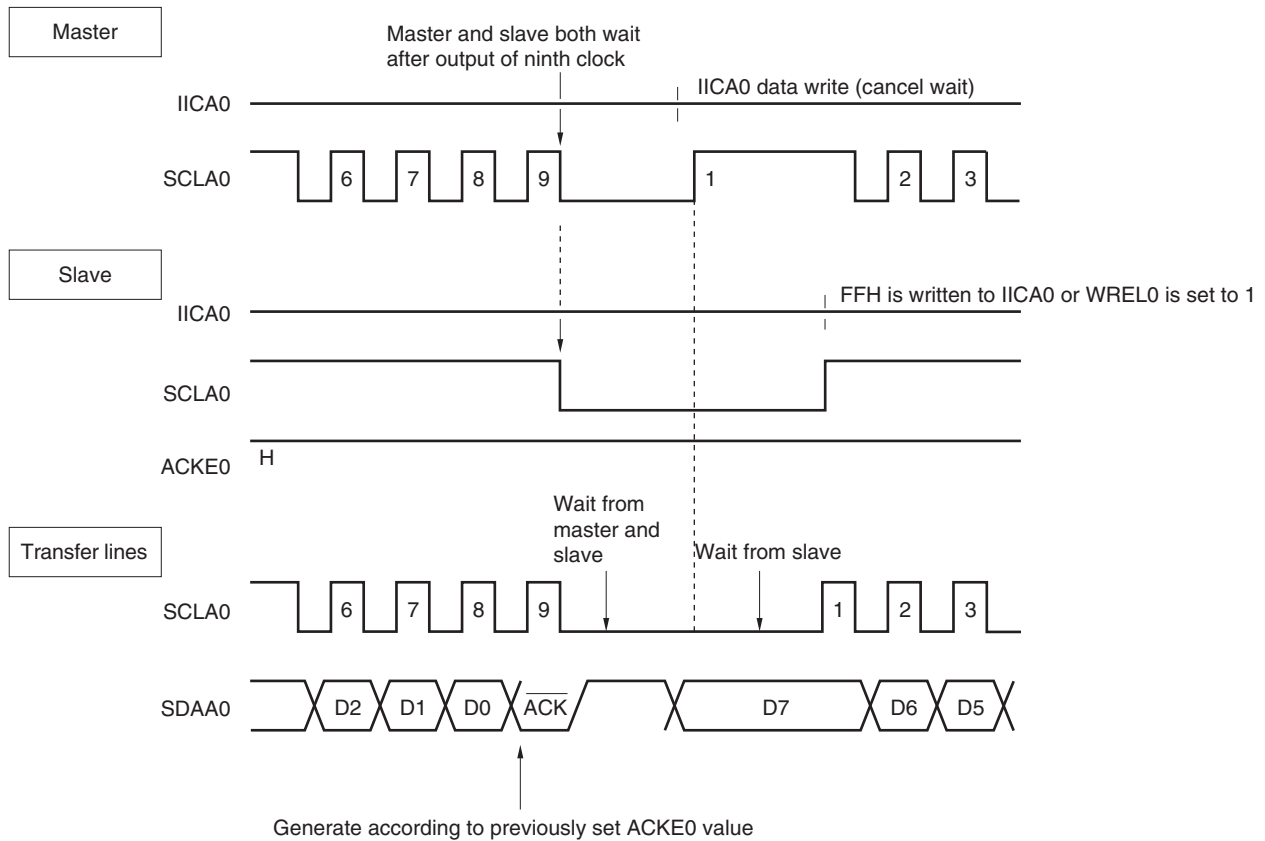 Master
Master and slave both wait
after output of ninth clock
IICA0
IICA0 data write (cancel wait)
SCLA0
6 7 8 9 1 2 3
Slave
FFH is written to IICA0 or WREL0 is set to 1
IICA0
SCLA0
ACKE0
H
Wait from
master and
slave
Transfer lines
Wait from slave
SCLA0
6 7 8 9 1 2 3
SDAA0
D2 D1 D0 ACK D7 D6 D5
Generate according to previously set ACKE0 value